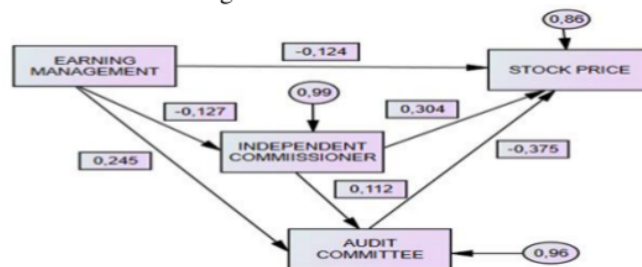 0,86
EARNING
MANAGEMENT
-0,124
STOCK PRICE
0,99
-0,127
0,304
INDEPENDENT
COMMIISSIONER
0,245
-0,375
0,112
AUDIT
COMMITTEE
0,96